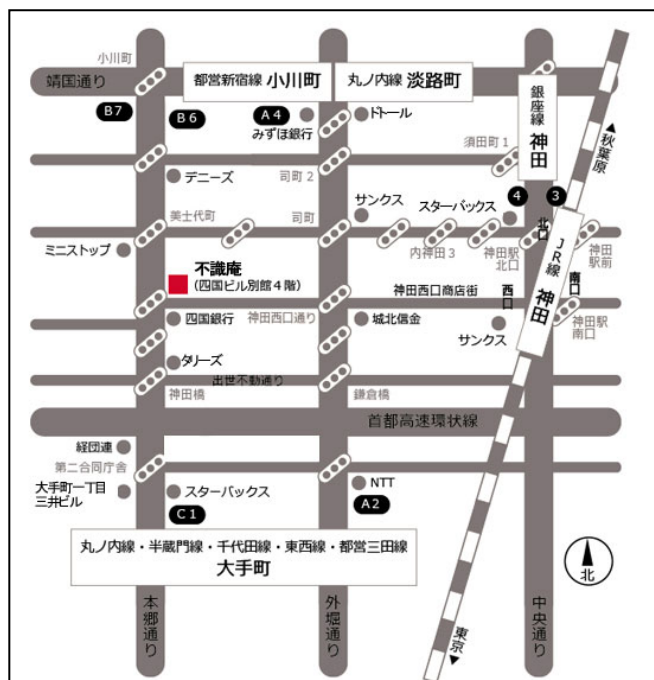 小川町
靖国通り
都営新宿線 小川町
丸ノ内線 淡路町
B7
B6
A4
みずほ銀行
ドトール
銀座線 神田
須田町1
▲秋葉原
デニーズ
司町2
美士代町
司町
サンクス
スターバックス
4
3
北口
ミニストップ
内神田3
神田駅
北口
神田
駅前
JR線 神田
不識庵
(四国ビル別館4階)
神田西口商店街
西口
南口
四国銀行
神田西口通り
城北信金
サンクス
神田駅
南口
タリーズ
出世不動通り
神田橋
鎌倉橋
首都高速環状線
経団連
第二合同庁舎
大手町一丁目
三井ビル
スターバックス
NTT
C1
A2
丸ノ内線・半蔵門線・千代田線・東西線・都営三田線
大手町
北
本郷通り
外堀通り
中央通り
東京▼